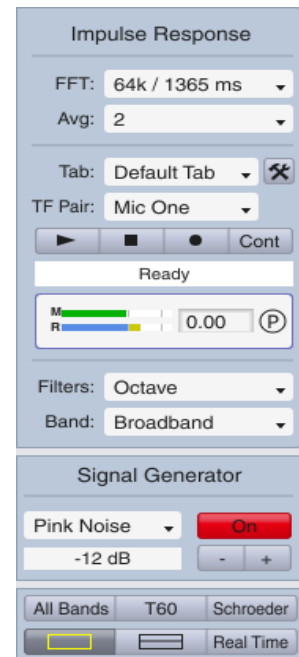 Impulse Response
FFT: 64k / 1365 ms
Avg: 2
Tab: Default Tab
TF Pair: Mic One
Cont
Ready
M
R 0.00 P
Filters: Octave
Band: Broadband
Signal Generator
Pink Noise On
-12 dB - +
All Bands T60 Schroeder
Real Time